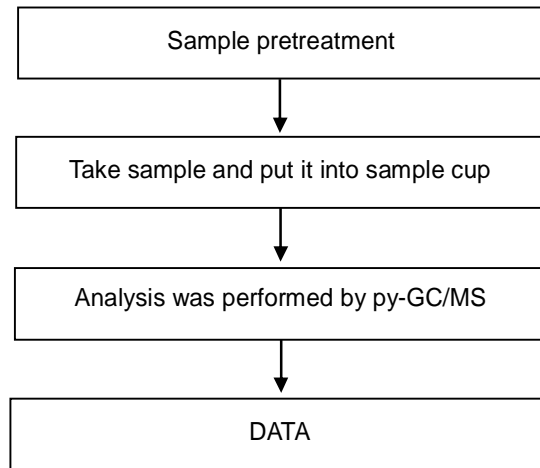 Sample pretreatment
Take sample and put it into sample cup
Analysis was performed by py-GC/MS
DATA